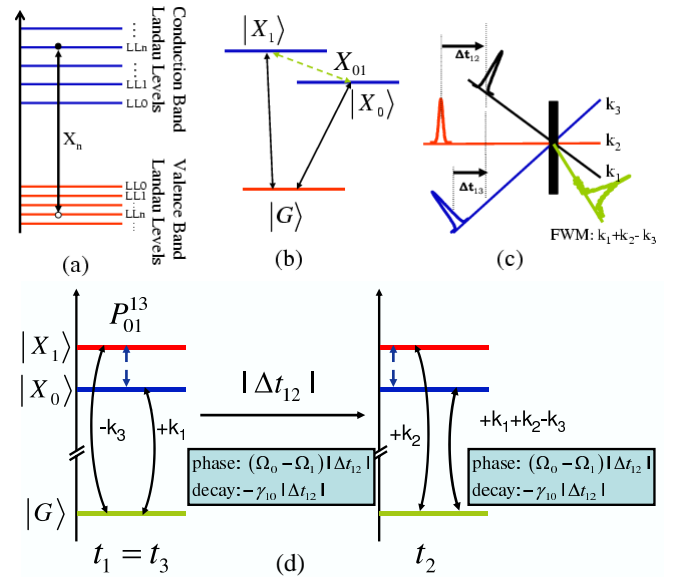 ⋮
LLn
⋮
LL1
LL0
Conduction Band
Landau Levels
Xₙ
LL0
LL1
⋮
LLn
⋮
Valence Band
Landau Levels
(a)
|X₁⟩
X₀₁
|X₀⟩
|G⟩
(b)
Δt₁₂
k₃
k₂
k₁
Δt₁₃
FWM: k₁+k₂- k₃
(c)
P₀₁¹³
|X₁⟩
|X₀⟩
-k₃
+k₁
|Δt₁₂|
+k₂
+k₁+k₂-k₃
phase: (Ω₀ − Ω₁) |Δt₁₂|
decay: − γ₁₀ |Δt₁₂|
phase: (Ω₀ − Ω₁) |Δt₁₂|
decay: − γ₁₀ |Δt₁₂|
|G⟩
t₁ = t₃
(d)
t₂